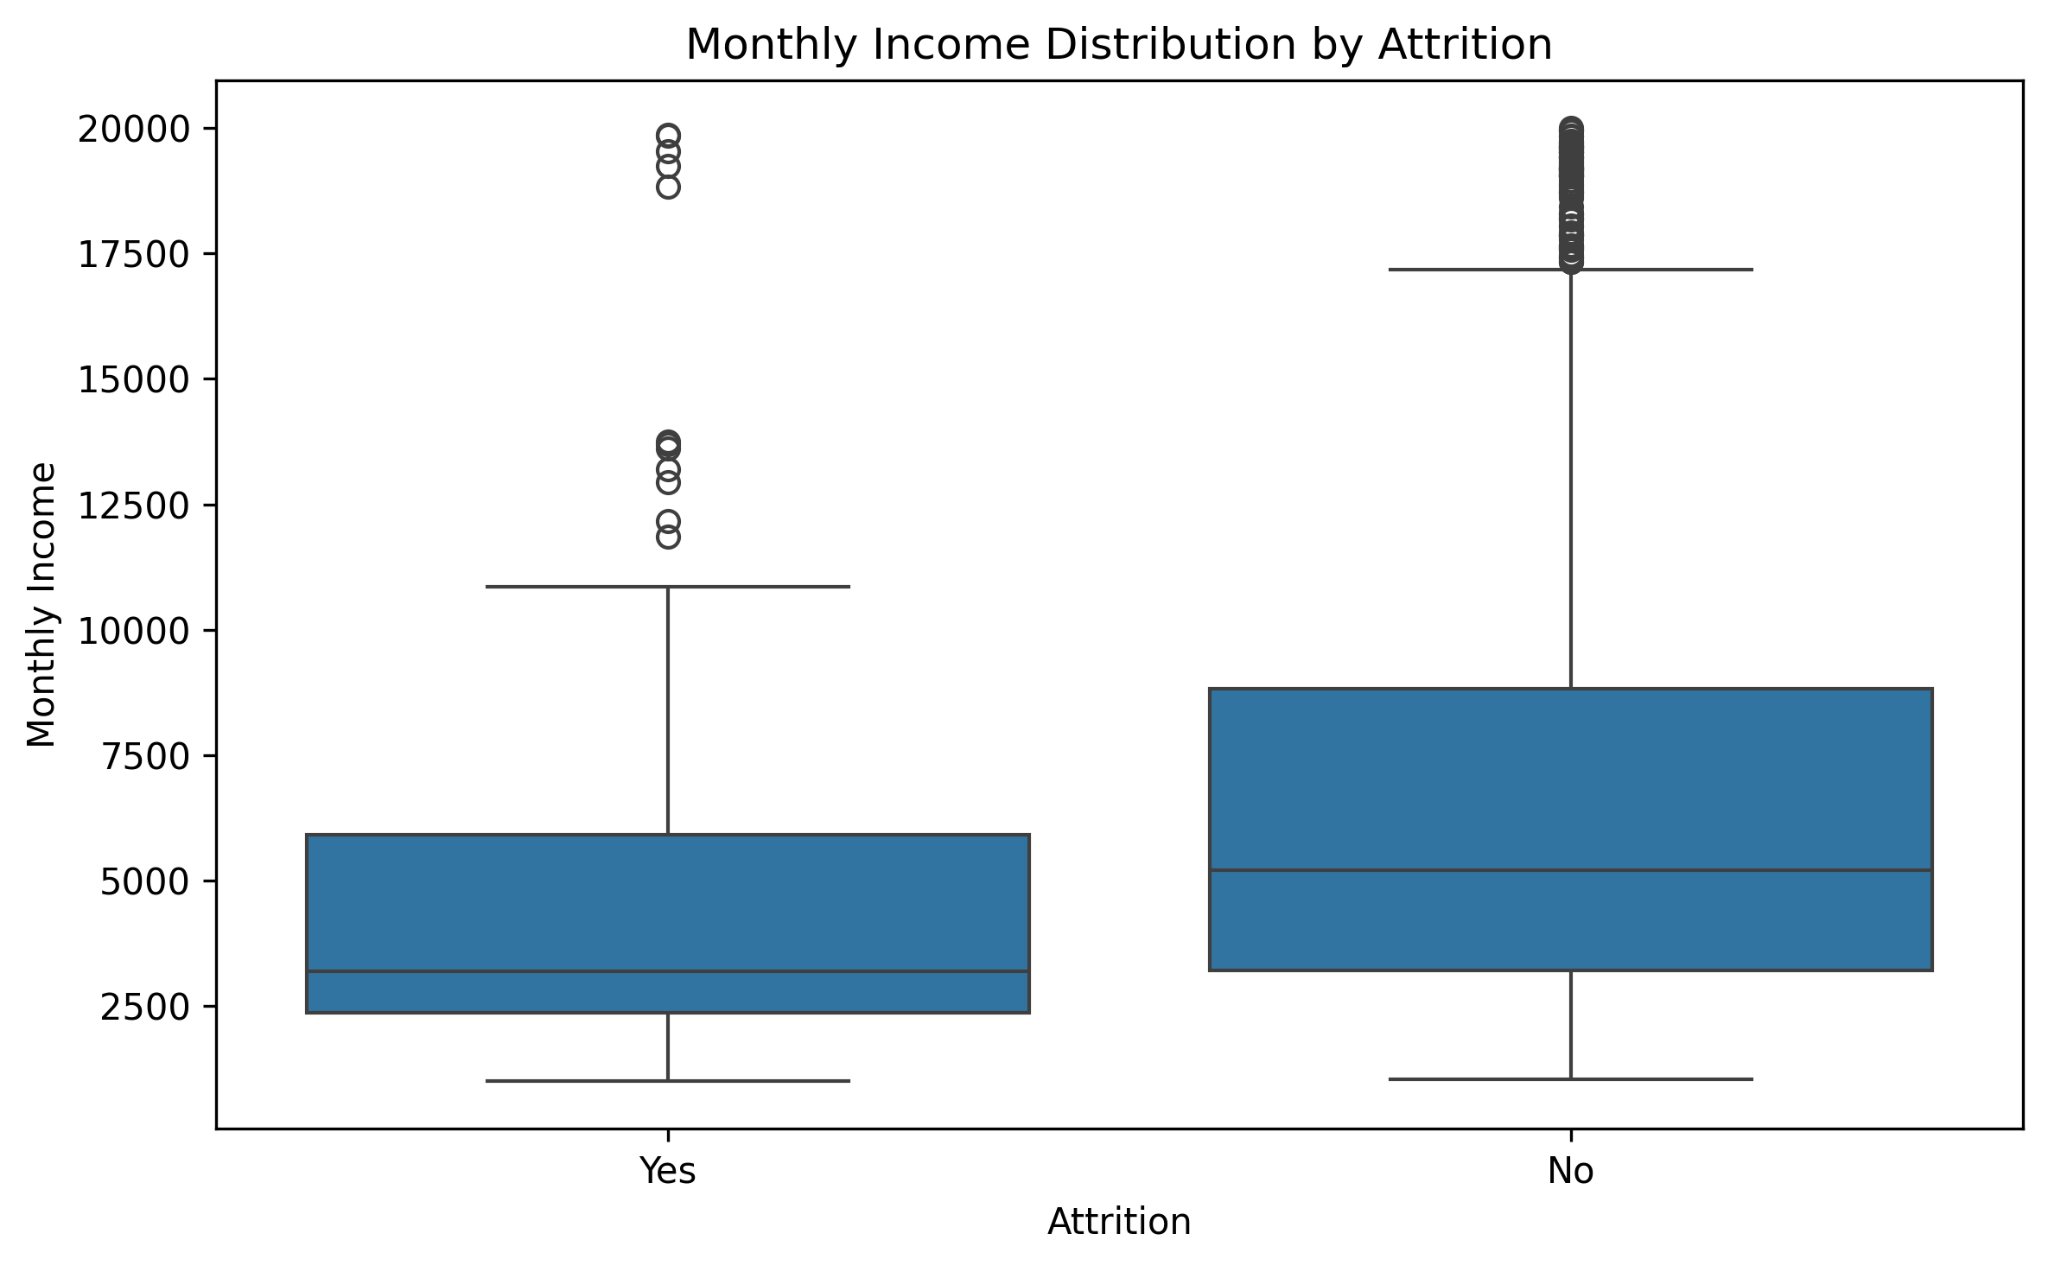 Monthly Income Distribution by Attrition
20000
17500
15000
12500
10000
7500
5000
2500
Monthly Income
Yes
No
Attrition